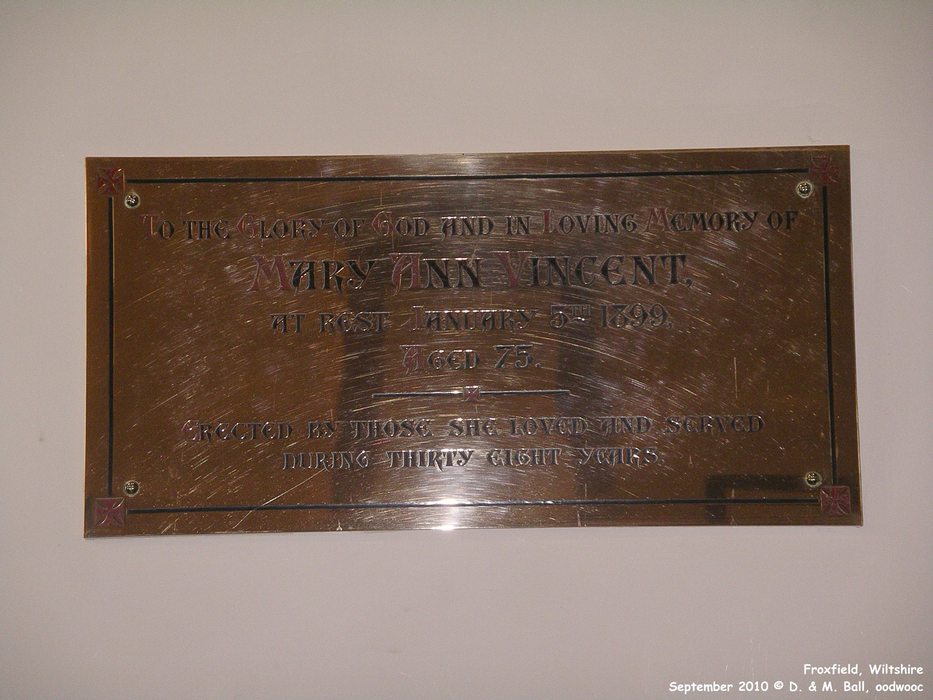 To the Glory of God and in Loving Memory of
Mary Ann Vincent,
at rest January 5th 1899,
Aged 75.
Erected by those she loved and served
during thirty eight years.
Froxfield, Wiltshire
September 2010 © D. & M. Ball, oodwooc